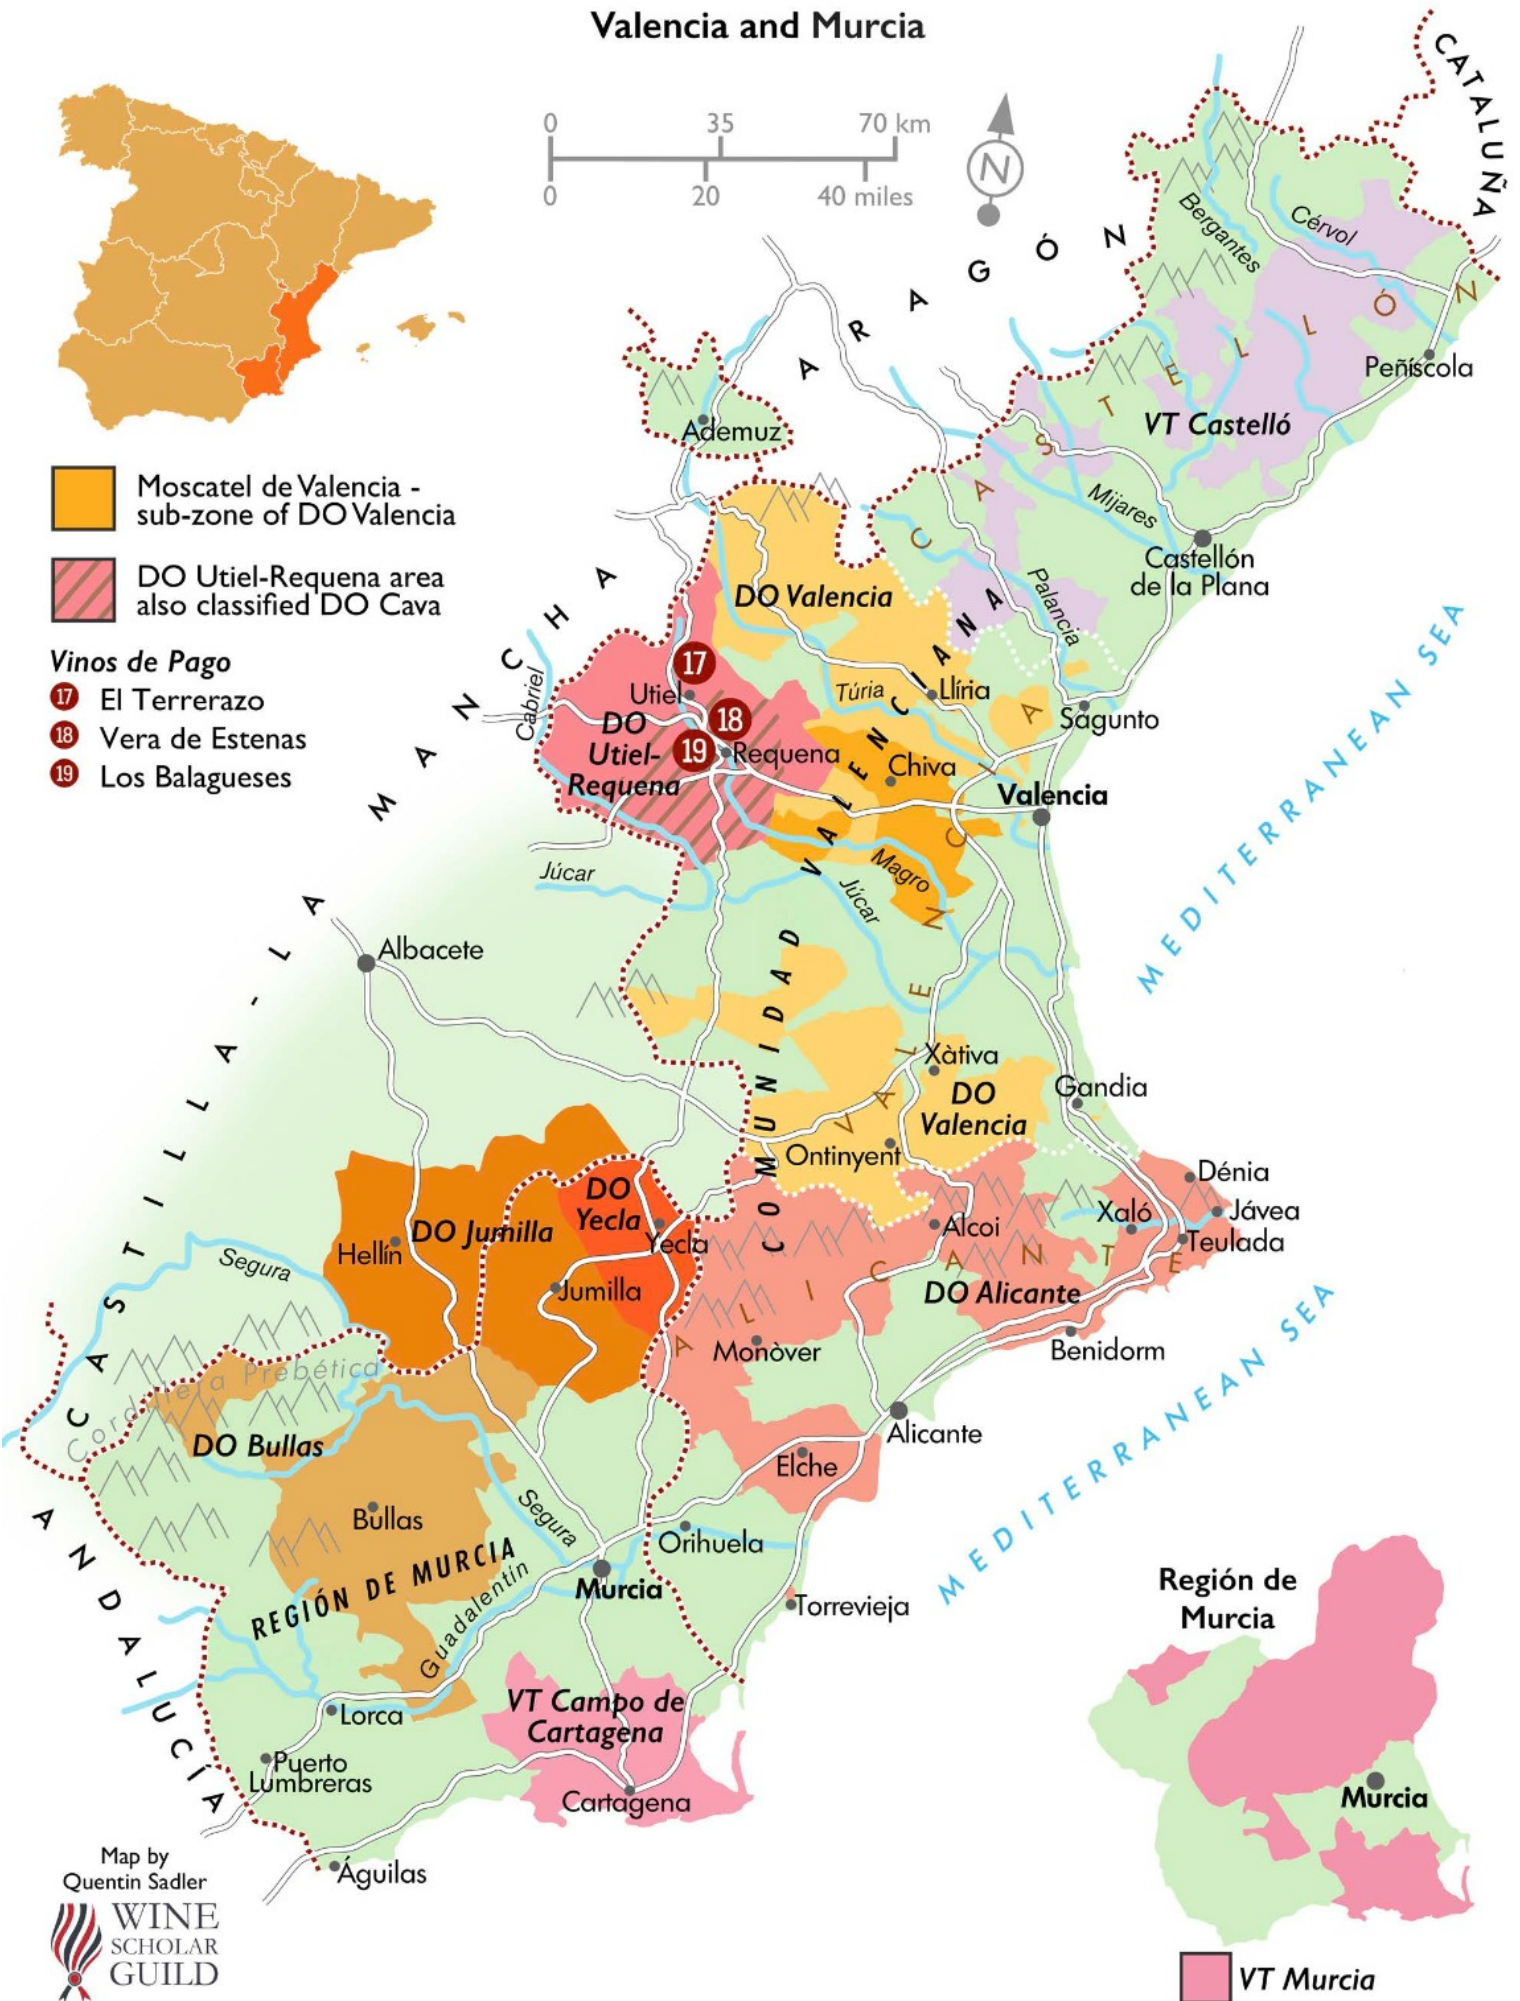 Valencia and Murcia
0 35 70 km
0 20 40 miles
N
CATALUÑA
ARAGÓN
Bergantes
Cérvol
CASTELLÓN
Peñíscola
VT Castelló
Ademuz
Moscatel de Valencia -
sub-zone of DO Valencia
DO Utiel-Requena area
also classified DO Cava
Vinos de Pago
17 El Terrerazo
18 Vera de Estenas
19 Los Balagueses
Mijares
Castellón
de la Plana
Palancia
DO Valencia
CASTILLA-LA MANCHA
Cabriel
17
Utiel
18
19
DO
Utiel-
Requena
Requena
Túria
Llíria
Sagunto
Chiva
Valencia
COMUNIDAD VALENCIANA
VALENCIA
MEDITERRANEAN SEA
Magro
Júcar
Júcar
Albacete
Xàtiva
DO
Valencia
Gandia
Ontinyent
DO
Yecla
Yecla
DO Jumilla
Hellín
Jumilla
Segura
Dénia
Xaló
Jávea
Teulada
Alcoi
ALICANTE
DO Alicante
Monòver
Benidorm
MEDITERRANEAN SEA
Cordillera Prebética
DO Bullas
Alicante
Elche
Bullas
Segura
Orihuela
REGIÓN DE MURCIA
Murcia
Guadalentín
Torrevieja
ANDALUCÍA
VT Campo de
Cartagena
Lorca
Puerto
Lumbreras
Cartagena
Águilas
Región de
Murcia
Murcia
VT Murcia
Map by
Quentin Sadler
WINE
SCHOLAR
GUILD